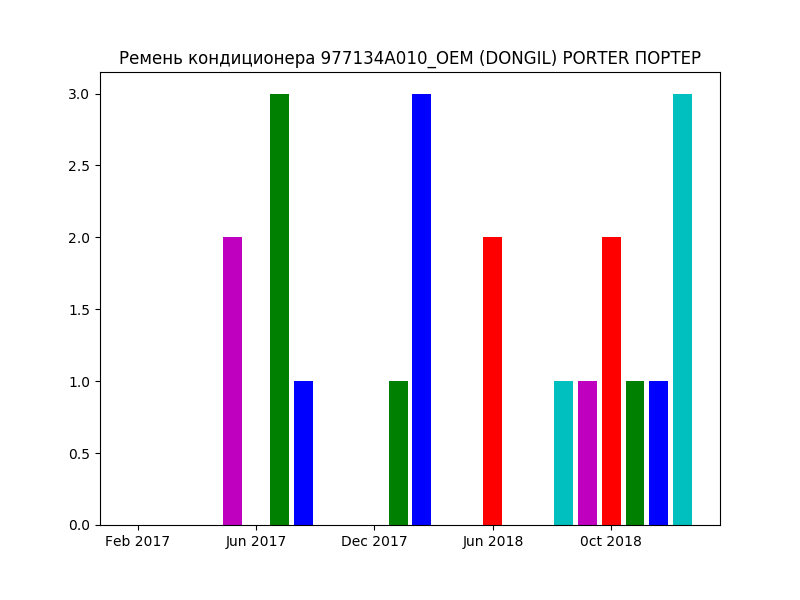 Ремень кондиционера 977134A010_OEM (DONGIL) PORTER ПОРТЕР
3.0
2.5
2.0
1.5
1.0
0.5
0.0
Feb 2017
Jun 2017
Dec 2017
Jun 2018
0ct 2018